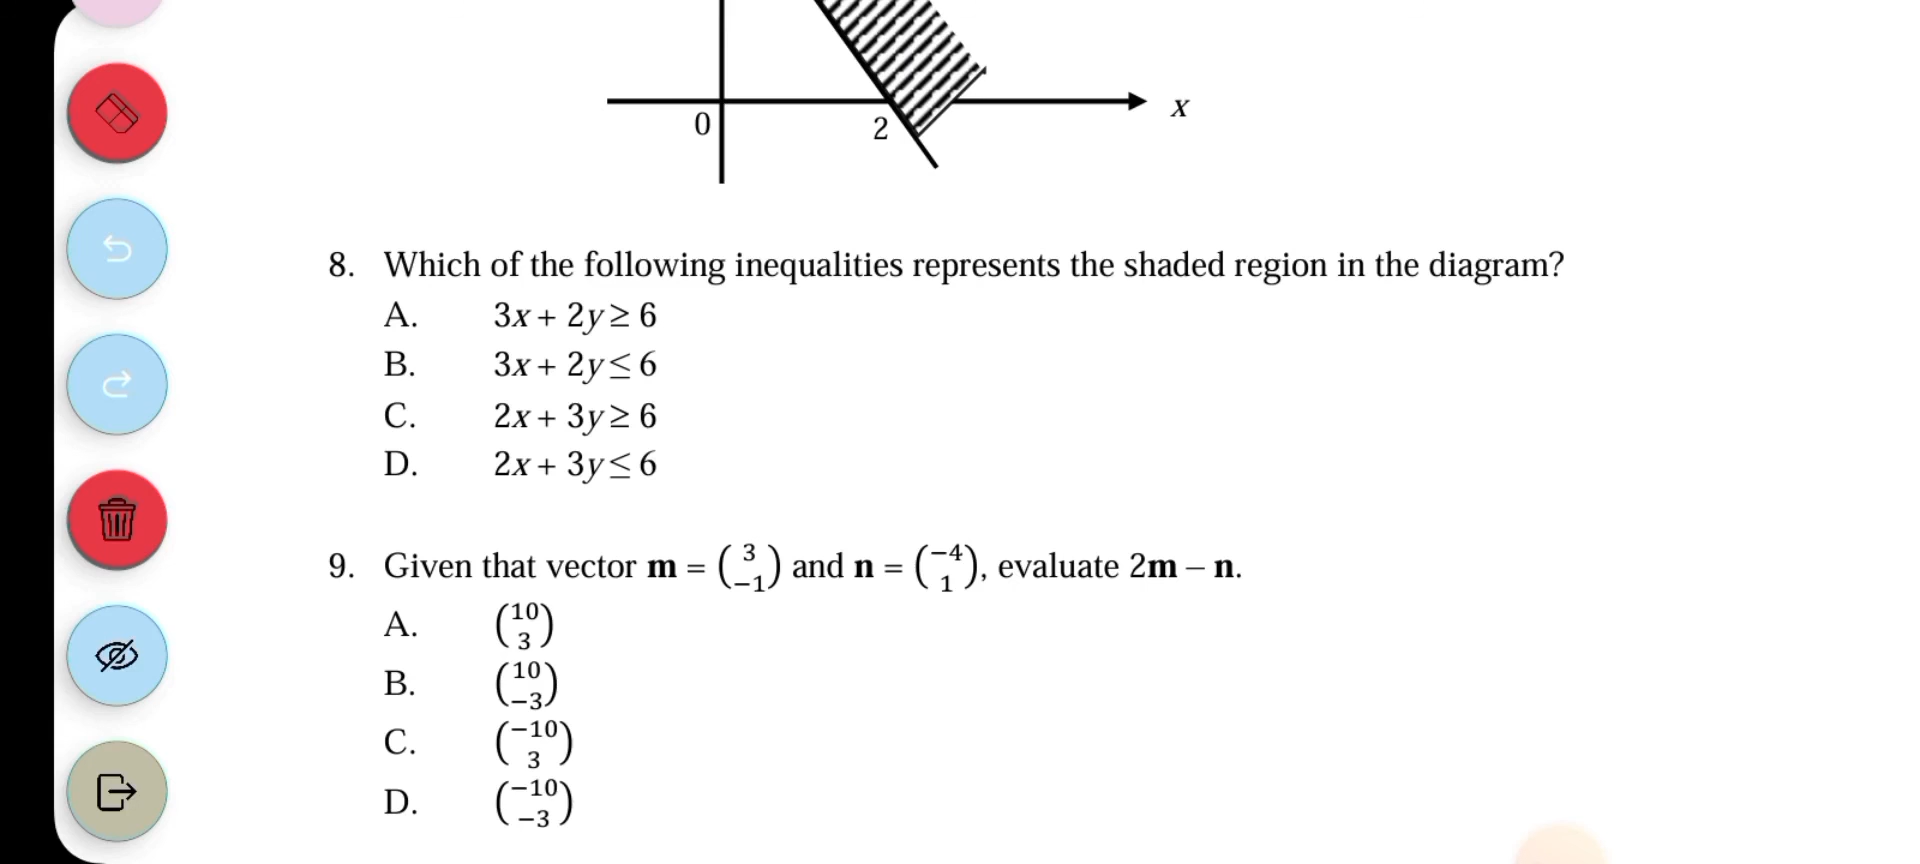 x
0
2
8. Which of the following inequalities represents the shaded region in the diagram?
A. 3x + 2y ≥ 6
B. 3x + 2y ≤ 6
C. 2x + 3y ≥ 6
D. 2x + 3y ≤ 6
9. Given that vector m = (3 −1) and n = (−4 1), evaluate 2m – n.
A. (10 3)
B. (10 −3)
C. (−10 3)
D. (−10 −3)